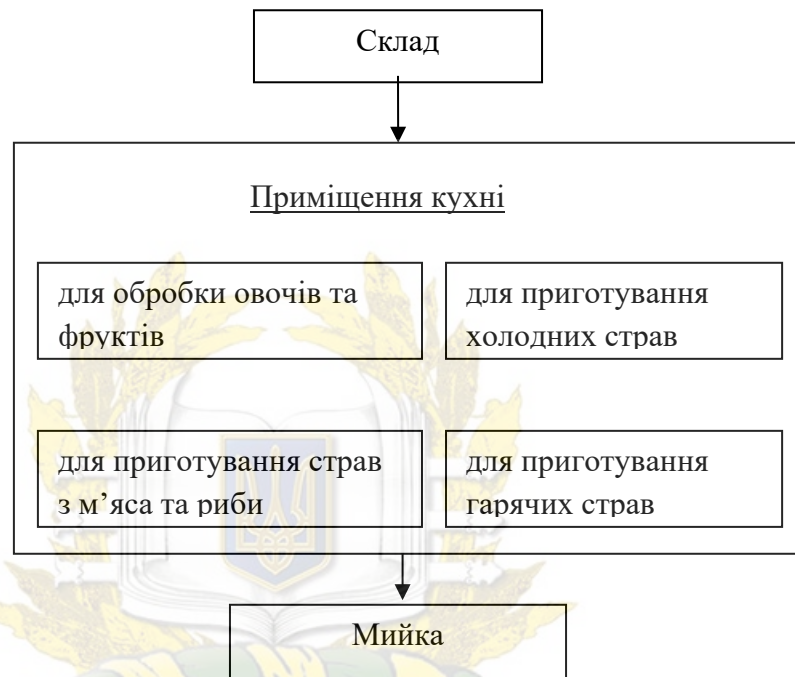 Склад
Приміщення кухні
для обробки овочів та
фруктів
для приготування
холодних страв
для приготування страв
з м’яса та риби
для приготування
гарячих страв
Мийка